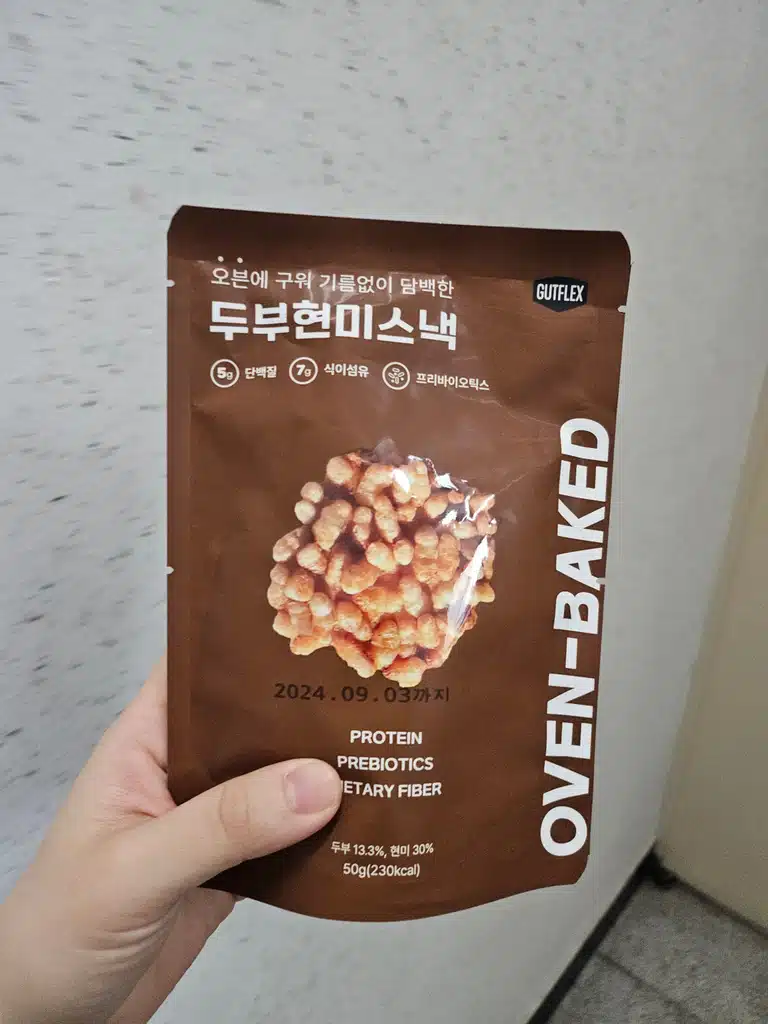 오븐에 구워 기름없이 담백한
GUTFLEX
두부현미스낵
5g 단백질 7g 식이섬유 프리바이오틱스
OVEN-BAKED
2024.09.03까지
PROTEIN
PREBIOTICS
ETARY FIBER
두부 13.3%, 현미 30%
50g(230kcal)